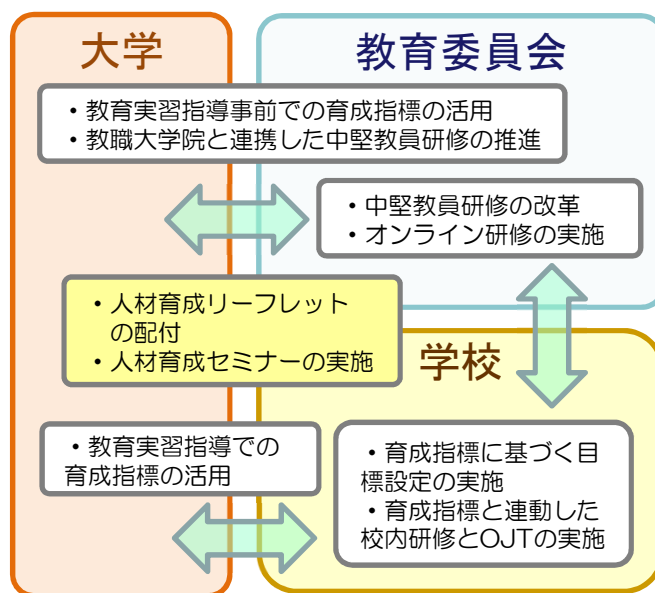 大学
教育委員会
・教育実習指導事前での育成指標の活用
・教職大学院と連携した中堅教員研修の推進
・中堅教員研修の改革
・オンライン研修の実施
・人材育成リーフレット
の配付
・人材育成セミナーの実施
学校
・教育実習指導での
育成指標の活用
・育成指標に基づく目
標設定の実施
・育成指標と連動した
校内研修とOJTの実施